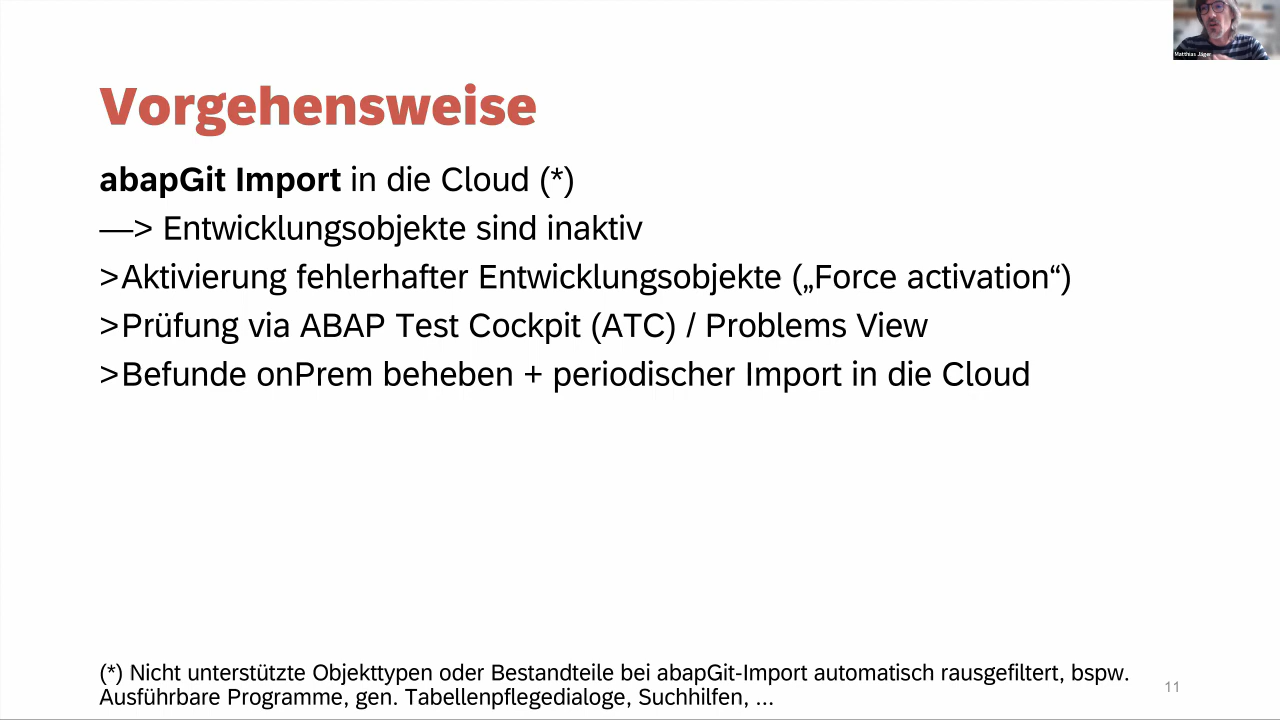 Matthias Jäger
Vorgehensweise
abapGit Import in die Cloud (*)
—> Entwicklungsobjekte sind inaktiv
>Aktivierung fehlerhafter Entwicklungsobjekte („Force activation“)
>Prüfung via ABAP Test Cockpit (ATC) / Problems View
>Befunde onPrem beheben + periodischer Import in die Cloud
(*) Nicht unterstützte Objekttypen oder Bestandteile bei abapGit-Import automatisch rausgefiltert, bspw.
Ausführbare Programme, gen. Tabellenpflegedialoge, Suchhilfen, ...
11